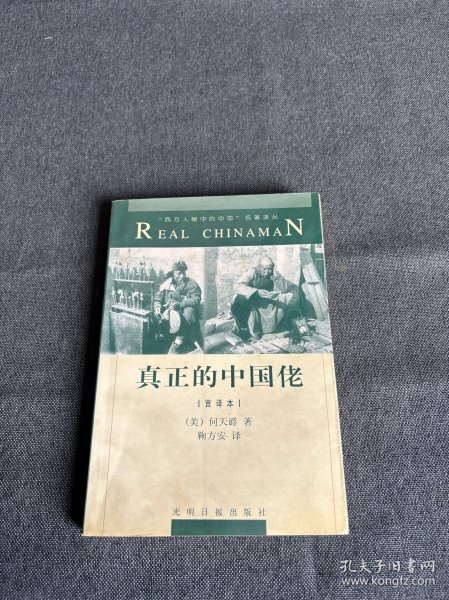 “西方人眼中的中国”名著译丛
REAL CHINAMAN
真正的中国佬
[首译本]
(美) 何天爵 著
鞠方安 译
光明日报出版社
孔夫子旧书网
www.kongfz.com